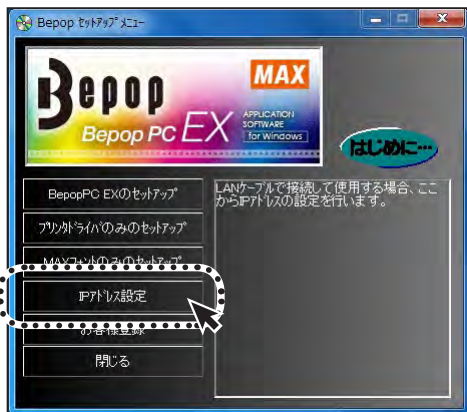 Bepop セットアップメニュー
Bepop
MAX
Bepop PC EX
APPLICATION
SOFTWARE
for Windows
はじめに…
BepopPC EXのセットアップ
プリンタドライバのみのセットアップ
MAXフォントのみのセットアップ
IPアドレス設定
お客様登録
閉じる
LANケーブルで接続して使用する場合、ここ
からIPアドレスの設定を行います。